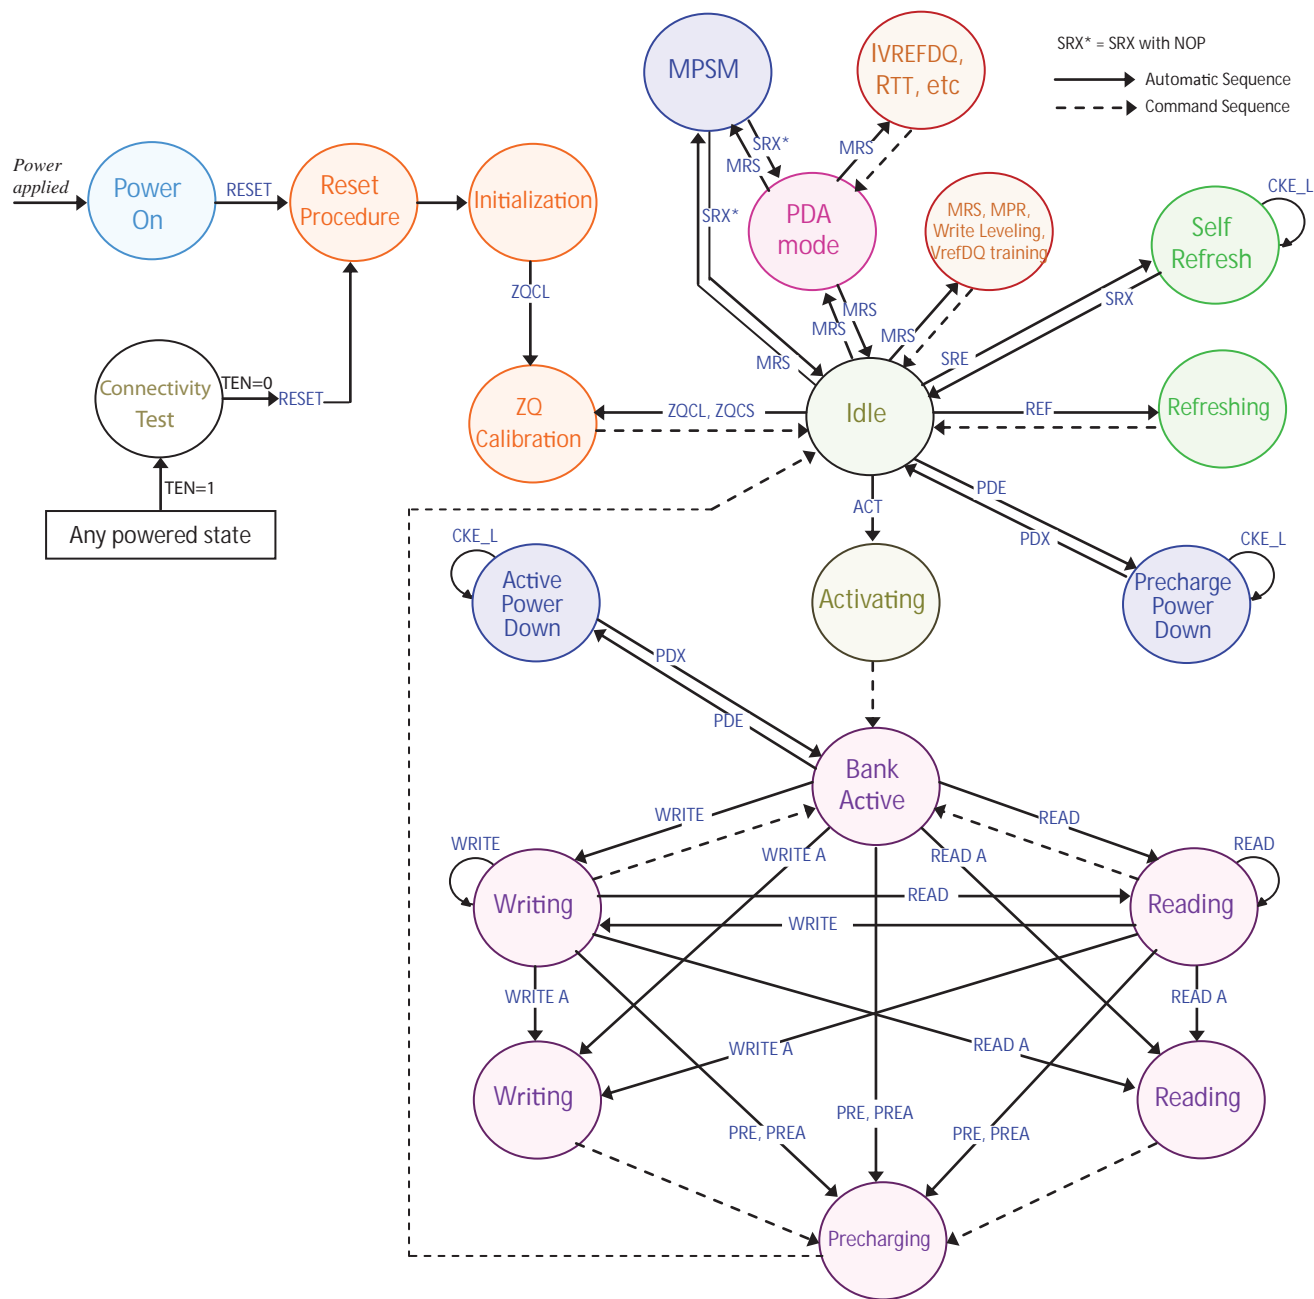 MPSM
IVREFDQ,
RTT, etc
SRX* = SRX with NOP
Automatic Sequence
Command Sequence
SRX*
MRS
MRS
Power
applied
Power
On
RESET
Reset
Procedure
Initialization
SRX*
PDA
mode
MRS, MPR,
Write Leveling,
VrefDQ training
CKE_L
Self
Refresh
ZQCL
MRS
MRS
MRS
SRX
SRE
MRS
Connectivity
Test
TEN=0
RESET
ZQ
Calibration
ZQCL, ZQCS
Idle
REF
Refreshing
TEN=1
Any powered state
ACT
PDE
PDX
CKE_L
Active
Power
Down
Activating
CKE_L
Precharge
Power
Down
PDX
PDE
Bank
Active
WRITE
READ
WRITE
WRITE A
READ A
READ
Writing
READ
Reading
WRITE
WRITE A
READ A
WRITE A
READ A
Writing
Reading
PRE, PREA
PRE, PREA
PRE, PREA
Precharging